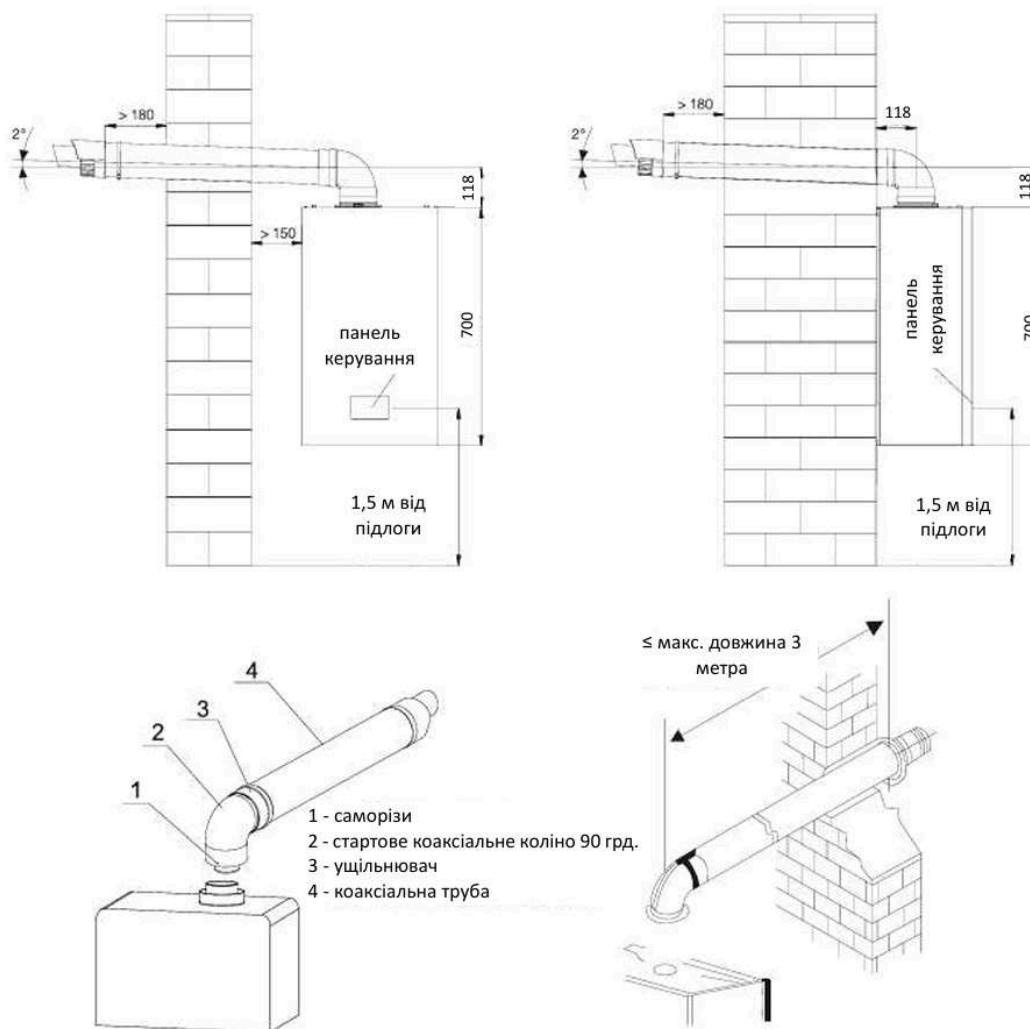 > 180
2°
118
> 150
700
панель
керування
1,5 м від
підлоги
> 180
118
2°
118
700
панель
керування
1,5 м від
підлоги
4
3
2
1
1 - саморізи
2 - стартове коаксіальне коліно 90 грд.
3 - ущільнювач
4 - коаксіальна труба
≤ макс. довжина 3
метра